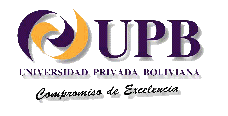 UPB
UNIVERSIDAD PRIVADA BOLIVIANA
Compromiso de Excelencia